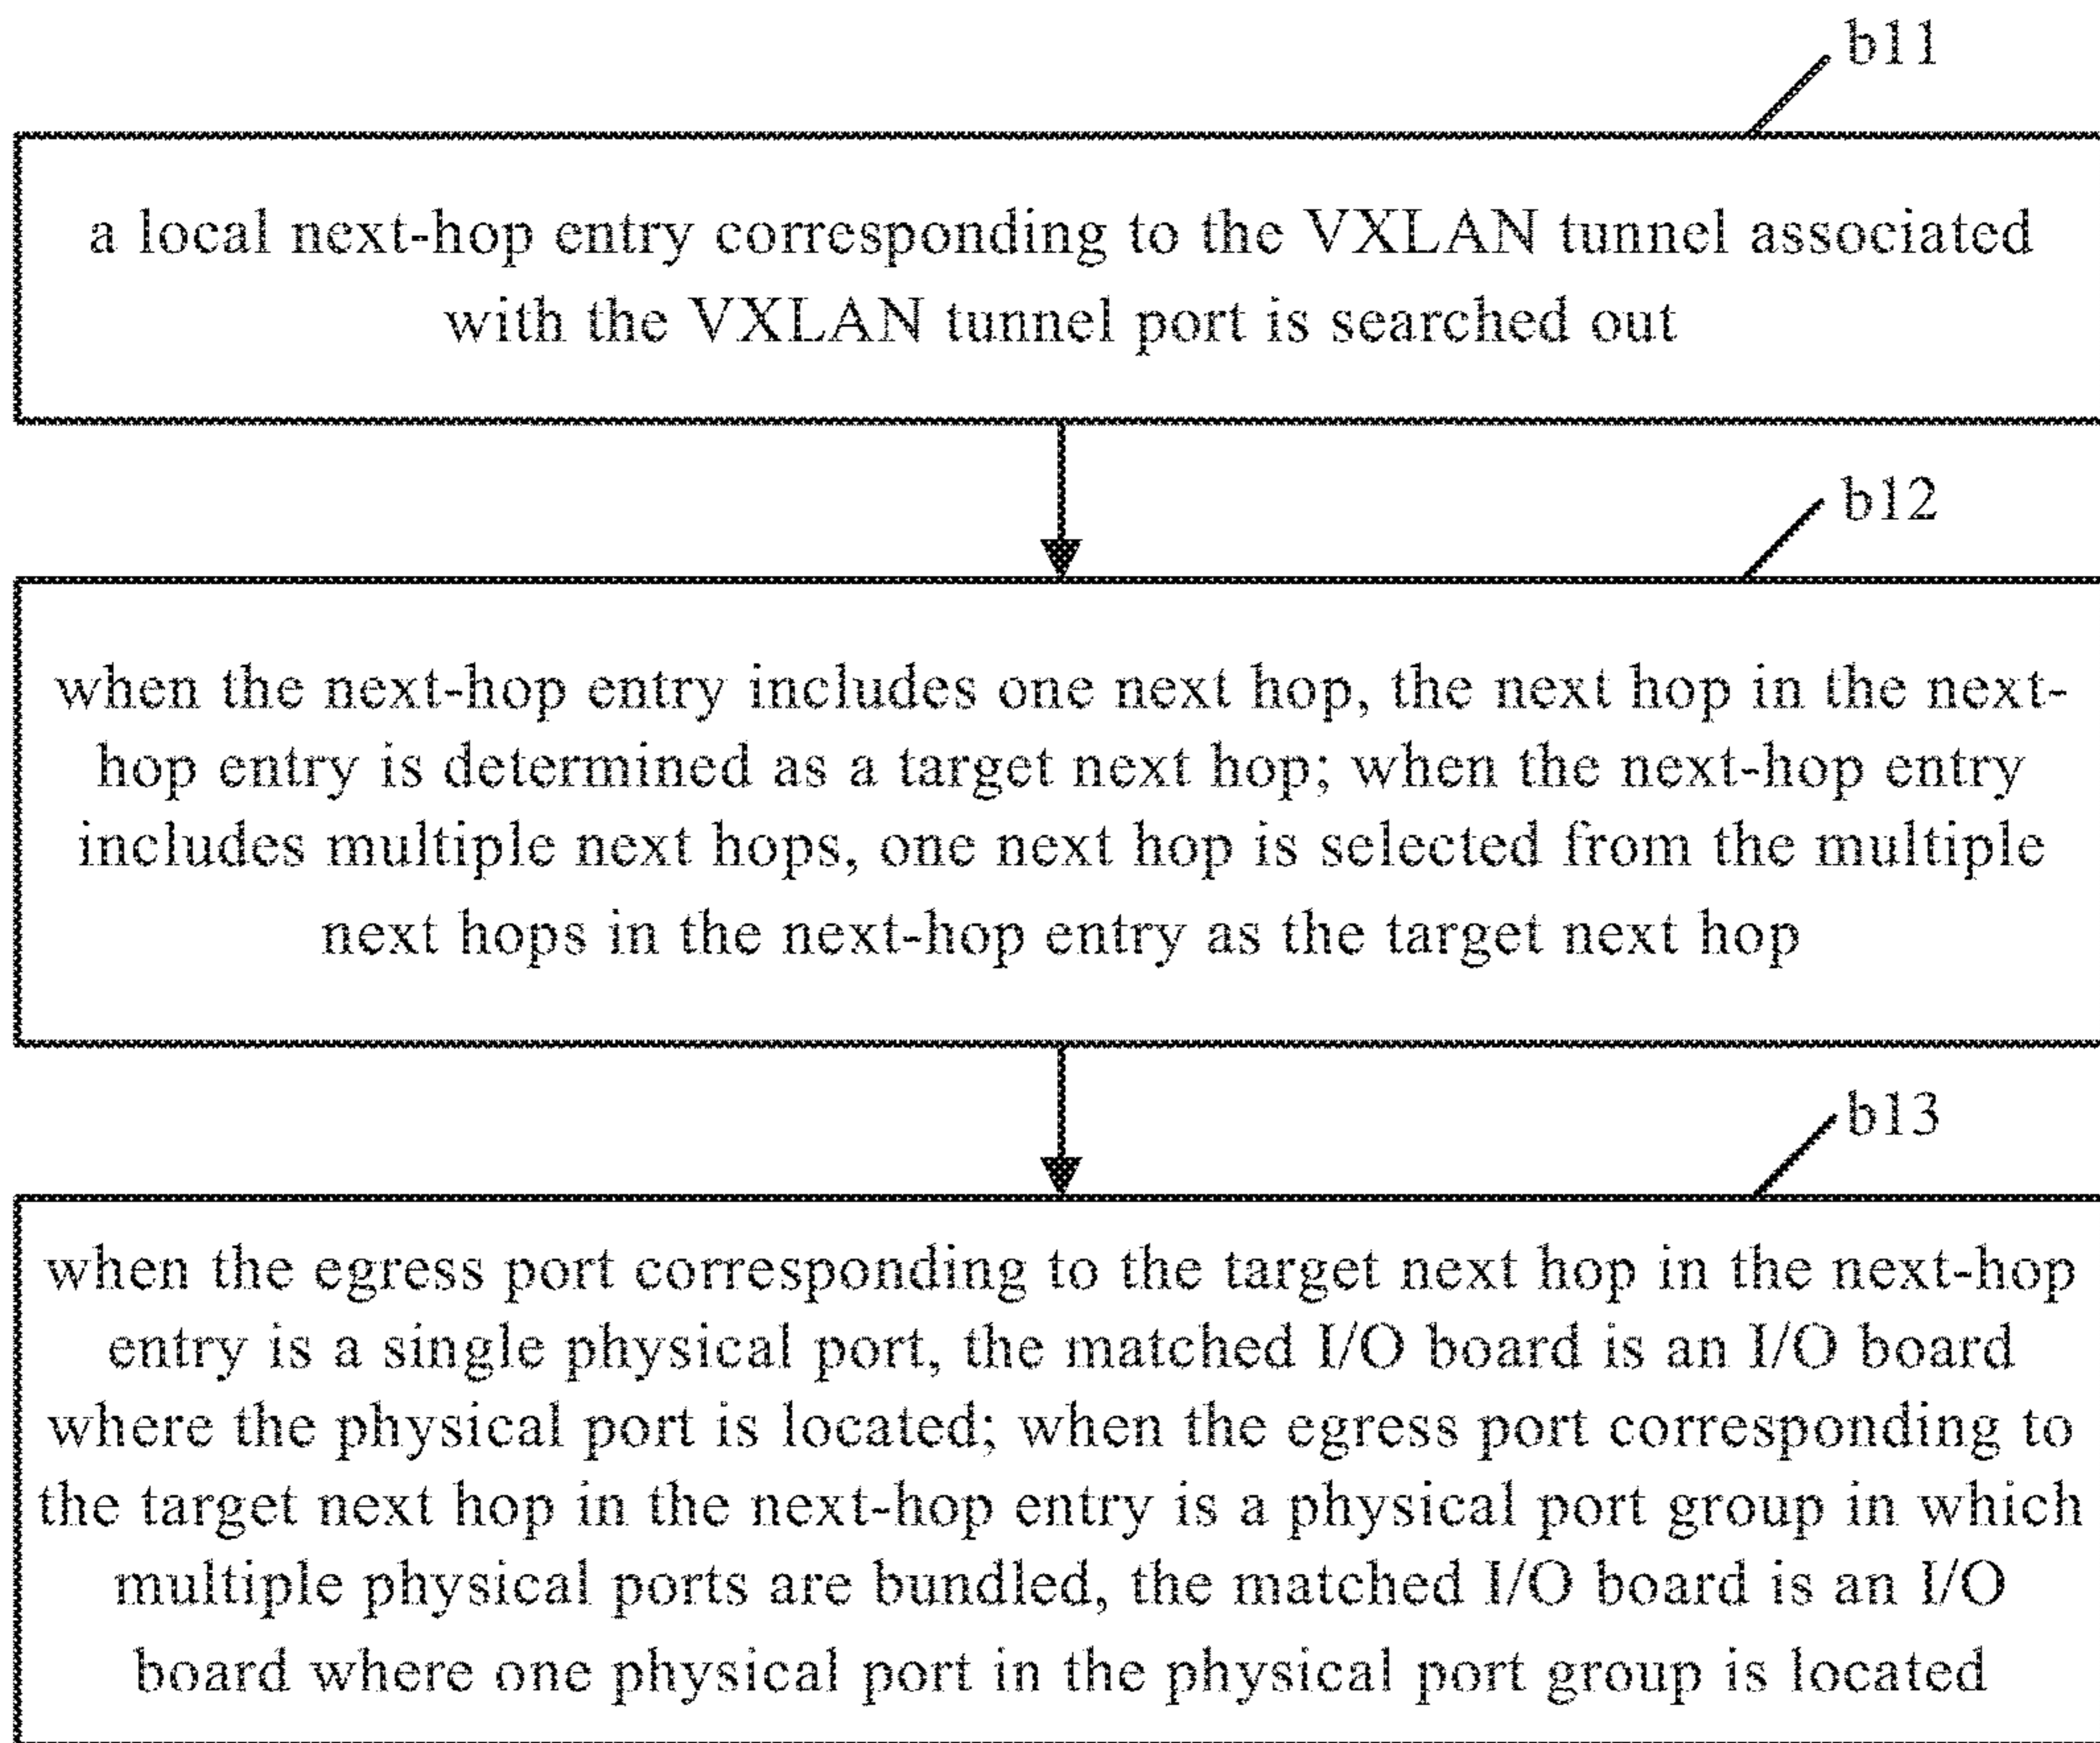 b11
a local next-hop entry corresponding to the VXLAN tunnel associated
with the VXLAN tunnel port is searched out
b12
when the next-hop entry includes one next hop, the next hop in the next-
hop entry is determined as a target next hop; when the next-hop entry
includes multiple next hops, one next hop is selected from the multiple
next hops in the next-hop entry as the target next hop
b13
when the egress port corresponding to the target next hop in the next-hop
entry is a single physical port, the matched I/O board is an I/O board
where the physical port is located; when the egress port corresponding to
the target next hop in the next-hop entry is a physical port group in which
multiple physical ports are bundled, the matched I/O board is an I/O
board where one physical port in the physical port group is located